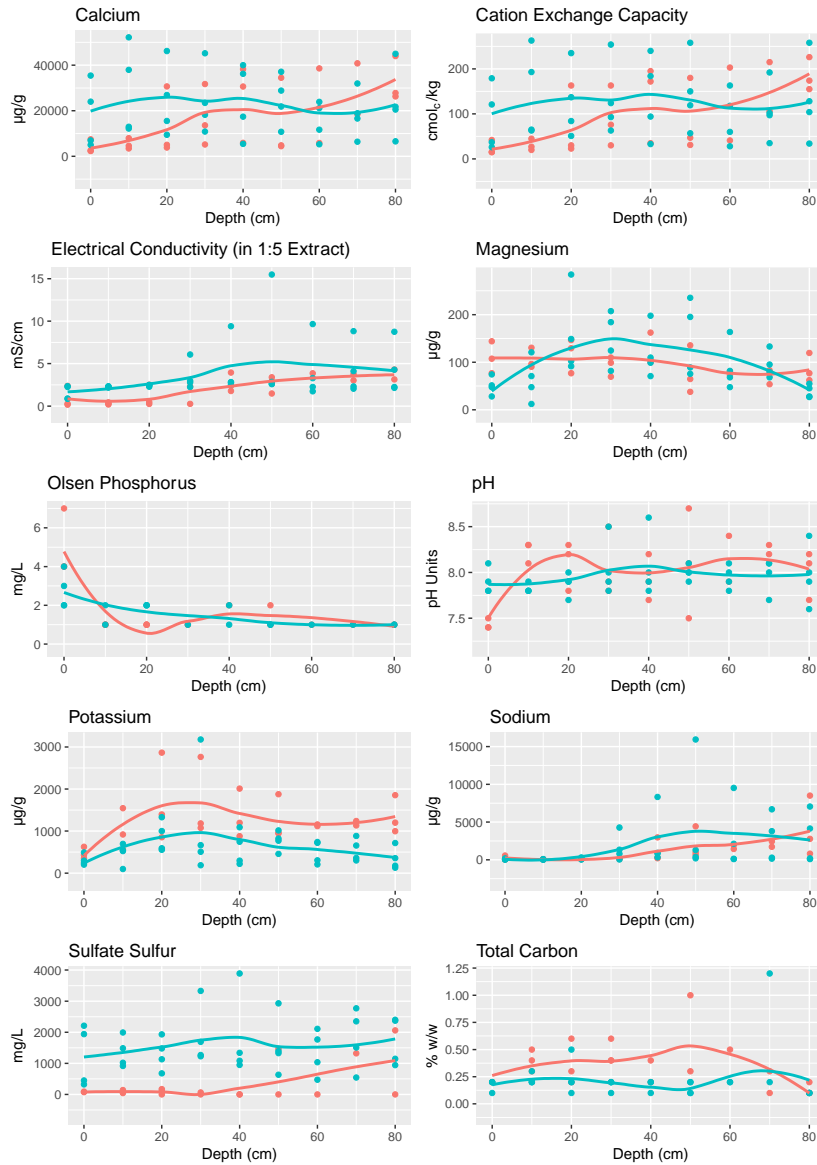 Calcium
µg/g
40000
20000
0
0 20 40 60 80
Depth (cm)
Cation Exchange Capacity
cmolc/kg
200
100
0
0 20 40 60 80
Depth (cm)
Electrical Conductivity (in 1:5 Extract)
mS/cm
15
10
5
0
0 20 40 60 80
Depth (cm)
Magnesium
µg/g
200
100
0
0 20 40 60 80
Depth (cm)
Olsen Phosphorus
mg/L
6
4
2
0
0 20 40 60 80
Depth (cm)
pH
pH Units
8.5
8.0
7.5
0 20 40 60 80
Depth (cm)
Potassium
µg/g
3000
2000
1000
0
0 20 40 60 80
Depth (cm)
Sodium
µg/g
15000
10000
5000
0
0 20 40 60 80
Depth (cm)
Sulfate Sulfur
mg/L
4000
3000
2000
1000
0
0 20 40 60 80
Depth (cm)
Total Carbon
% w/w
1.25
1.00
0.75
0.50
0.25
0.00
0 20 40 60 80
Depth (cm)